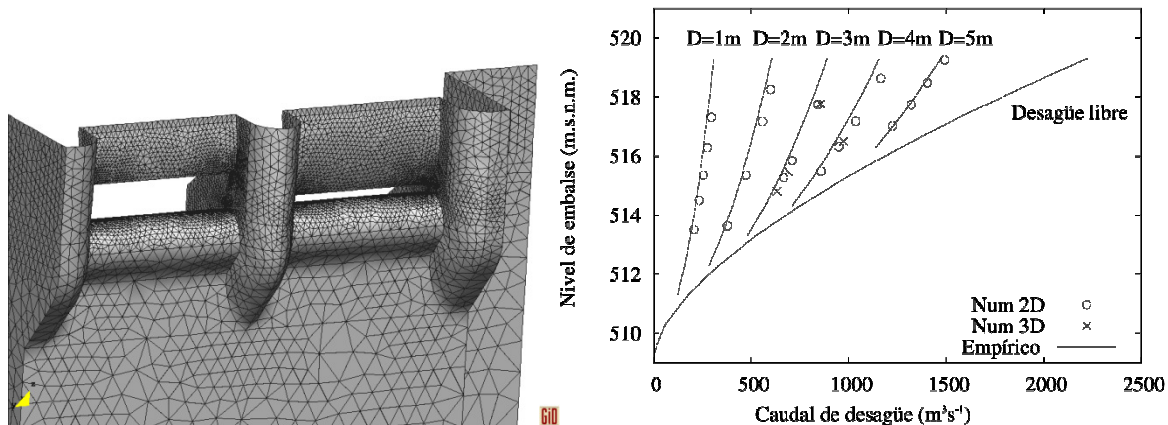 GiD
Nivel de embalse (m.s.n.m.)
520
518
516
514
512
510
D=1m D=2m D=3m D=4m D=5m
Desagüe libre
Num 2D
Num 3D
Empírico
0 500 1000 1500 2000 2500
Caudal de desagüe (m³s⁻¹)